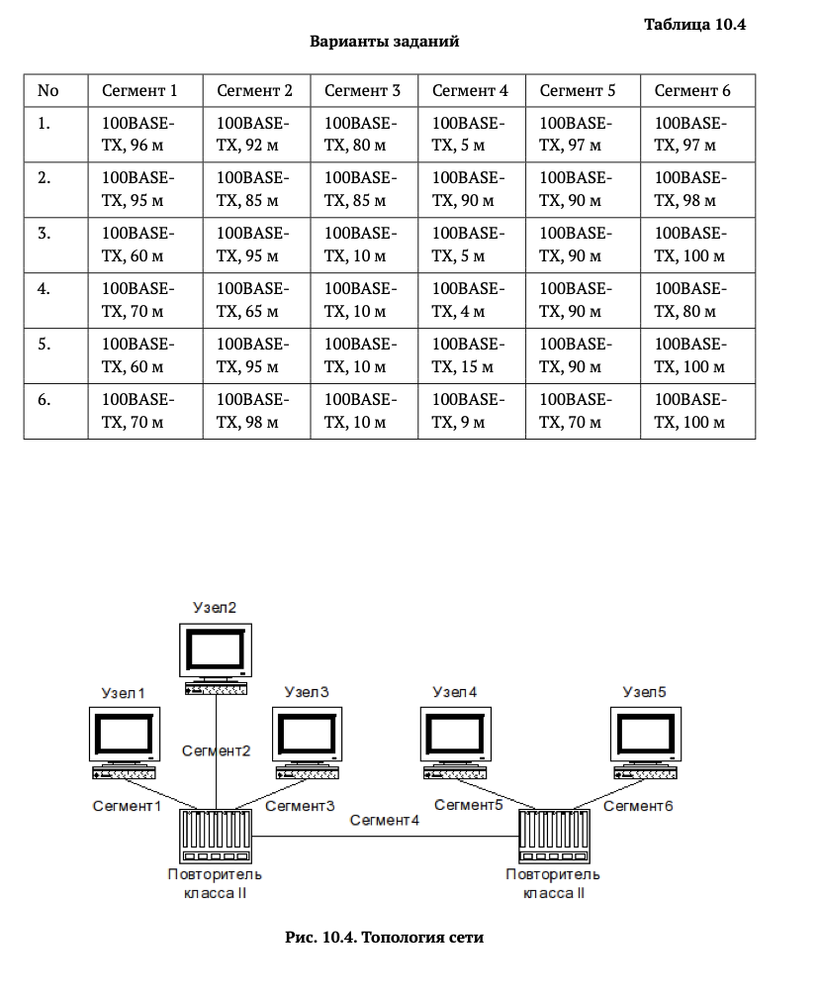 Таблица 10.4
Варианты заданий
No Сегмент 1 Сегмент 2 Сегмент 3 Сегмент 4 Сегмент 5 Сегмент 6
1. 100BASE- 100BASE- 100BASE- 100BASE- 100BASE- 100BASE-
TX, 96 м TX, 92 м TX, 80 м TX, 5 м TX, 97 м TX, 97 м
2. 100BASE- 100BASE- 100BASE- 100BASE- 100BASE- 100BASE-
TX, 95 м TX, 85 м TX, 85 м TX, 90 м TX, 90 м TX, 98 м
3. 100BASE- 100BASE- 100BASE- 100BASE- 100BASE- 100BASE-
TX, 60 м TX, 95 м TX, 10 м TX, 5 м TX, 90 м TX, 100 м
4. 100BASE- 100BASE- 100BASE- 100BASE- 100BASE- 100BASE-
TX, 70 м TX, 65 м TX, 10 м TX, 4 м TX, 90 м TX, 80 м
5. 100BASE- 100BASE- 100BASE- 100BASE- 100BASE- 100BASE-
TX, 60 м TX, 95 м TX, 10 м TX, 15 м TX, 90 м TX, 100 м
6. 100BASE- 100BASE- 100BASE- 100BASE- 100BASE- 100BASE-
TX, 70 м TX, 98 м TX, 10 м TX, 9 м TX, 70 м TX, 100 м
Узел2
Узел1 Узел3 Узел4 Узел5
Сегмент2
Сегмент1 Сегмент3 Сегмент5 Сегмент6
Сегмент4
Повторитель Повторитель
класса II класса II
Рис. 10.4. Топология сети